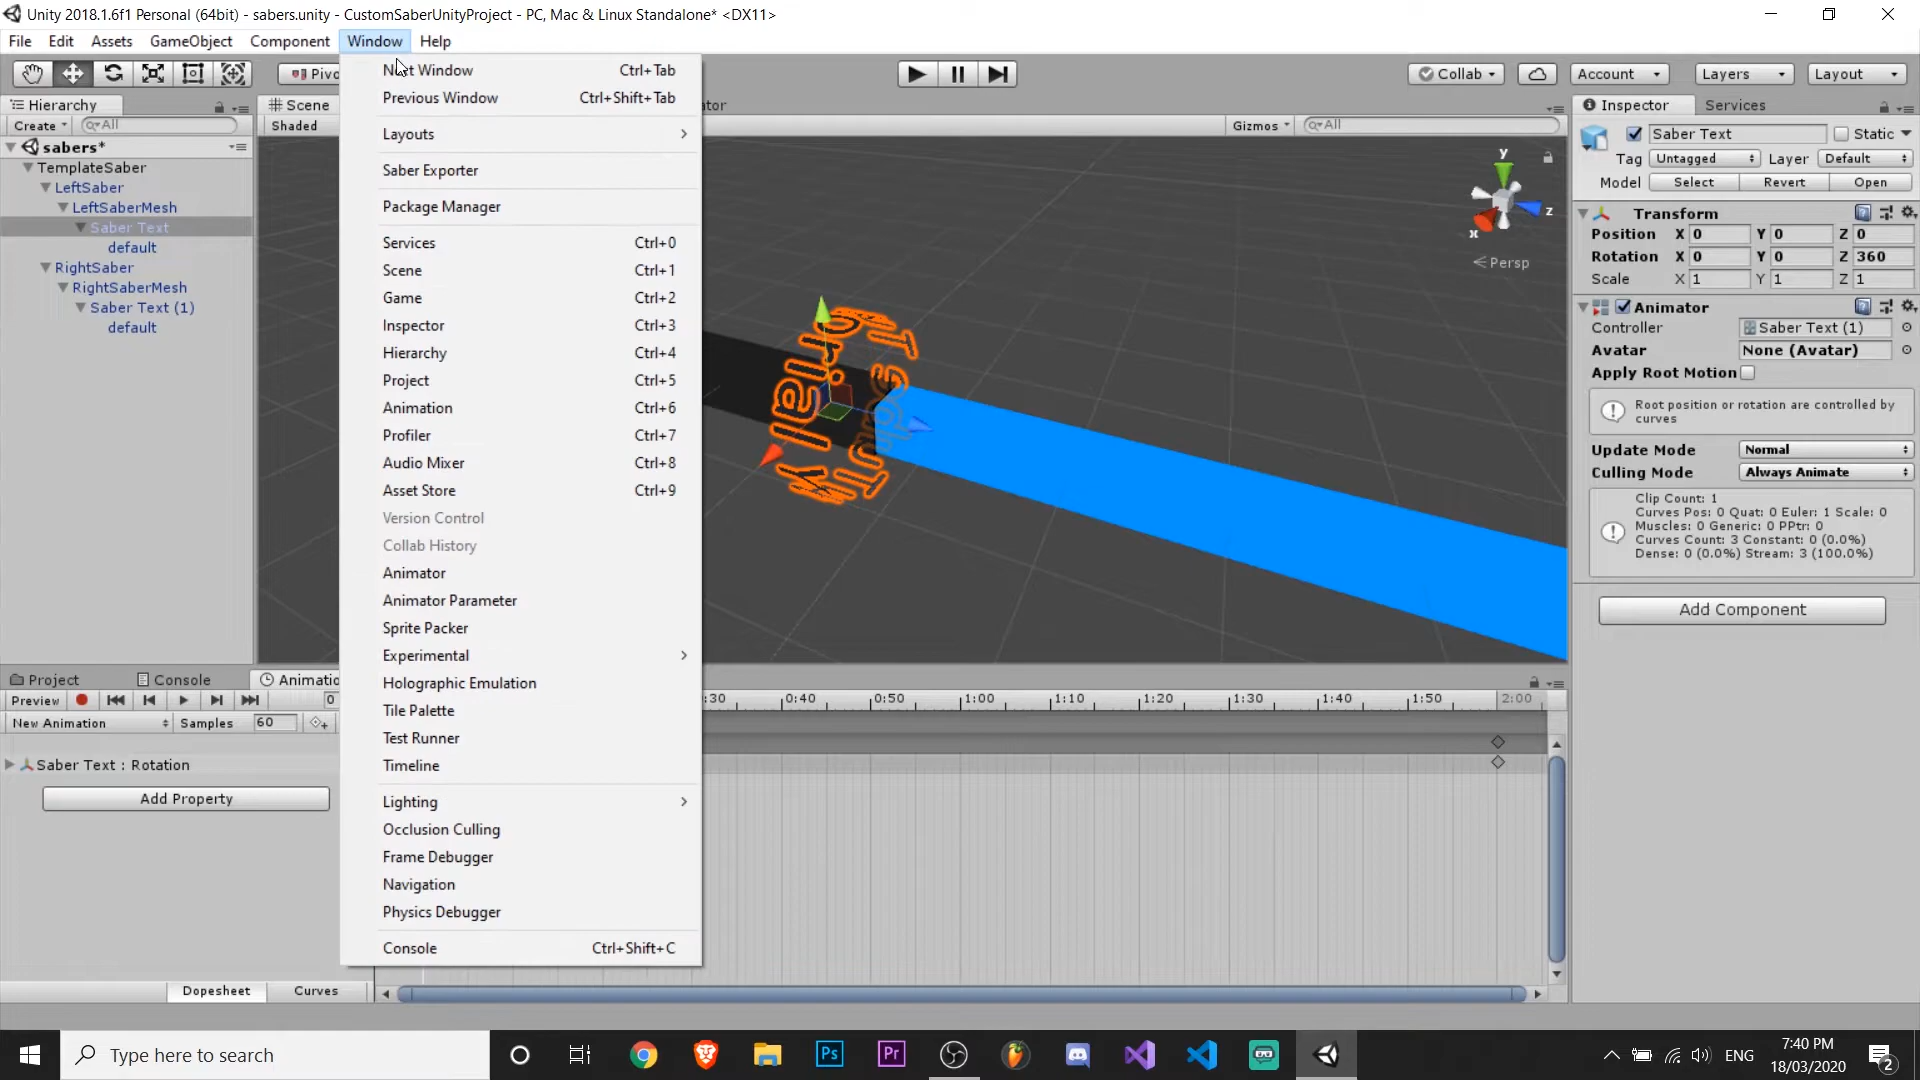 Unity 2018.1.6f1 Personal (64bit) - sabers.unity - CustomSaberUnityProject - PC, Mac & Linux Standalone* <DX11>
File Edit Assets GameObject Component Window Help
Collab Account Layers Layout
Hierarchy
Create All
sabers*
TemplateSaber
LeftSaber
LeftSaberMesh
Saber Text
default
RightSaber
RightSaberMesh
Saber Text (1)
default
Scene
Shaded
Next Window Ctrl+Tab
Previous Window Ctrl+Shift+Tab
Layouts
Saber Exporter
Package Manager
Services Ctrl+0
Scene Ctrl+1
Game Ctrl+2
Inspector Ctrl+3
Hierarchy Ctrl+4
Project Ctrl+5
Animation Ctrl+6
Profiler Ctrl+7
Audio Mixer Ctrl+8
Asset Store Ctrl+9
Version Control
Collab History
Animator
Animator Parameter
Sprite Packer
Experimental
Holographic Emulation
Tile Palette
Test Runner
Timeline
Lighting
Occlusion Culling
Frame Debugger
Navigation
Physics Debugger
Console Ctrl+Shift+C
Gizmos All
y
x
z
Persp
Inspector Services
Saber Text Static
Tag Untagged Layer Default
Model Select Revert Open
Transform
Position X 0 Y 0 Z 0
Rotation X 0 Y 0 Z 360
Scale X 1 Y 1 Z 1
Animator
Controller Saber Text (1)
Avatar None (Avatar)
Apply Root Motion
Root position or rotation are controlled by
curves
Update Mode Normal
Culling Mode Always Animate
Clip Count: 1
Curves Pos: 0 Quat: 0 Euler: 1 Scale: 0
Muscles: 0 Generic: 0 PPtr: 0
Curves Count: 3 Constant: 0 (0.0%)
Dense: 0 (0.0%) Stream: 3 (100.0%)
Add Component
Project Console
Preview 0
New Animation Samples 60
Saber Text : Rotation
Add Property
Dopesheet Curves
:30 0:40 0:50 1:00 1:10 1:20 1:30 1:40 1:50 2:00
Type here to search
Ps Pr
ENG
7:40 PM
18/03/2020
2